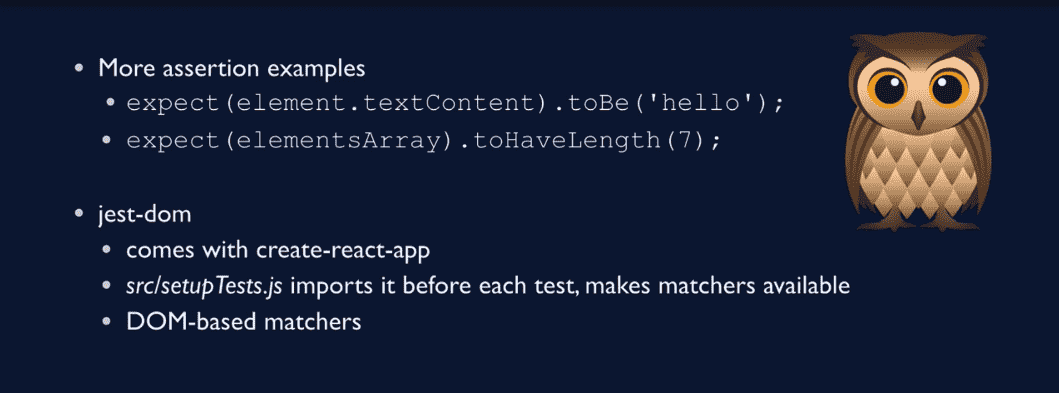 More assertion examples
expect(element.textContent).toBe('hello');
expect(elementsArray).toHaveLength(7);
jest-dom
comes with create-react-app
src/setupTests.js imports it before each test, makes matchers available
DOM-based matchers